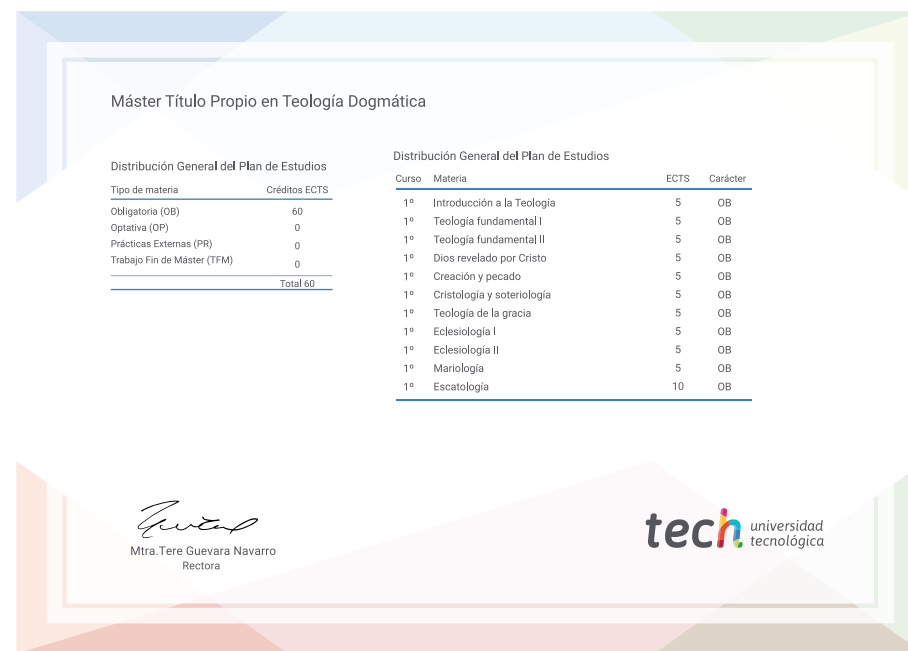 Máster Título Propio en Teología Dogmática
Distribución General del Plan de Estudios
Tipo de materia Créditos ECTS
Obligatoria (OB) 60
Optativa (OP) 0
Prácticas Externas (PR) 0
Trabajo Fin de Máster (TFM) 0
Total 60
Distribución General del Plan de Estudios
Curso Materia ECTS Carácter
1º Introducción a la Teología 5 OB
1º Teología fundamental I 5 OB
1º Teología fundamental II 5 OB
1º Dios revelado por Cristo 5 OB
1º Creación y pecado 5 OB
1º Cristología y soteriología 5 OB
1º Teología de la gracia 5 OB
1º Eclesiología I 5 OB
1º Eclesiología II 5 OB
1º Mariología 5 OB
1º Escatología 10 OB
Mtra.Tere Guevara Navarro
Rectora
tech universidad
tecnológica